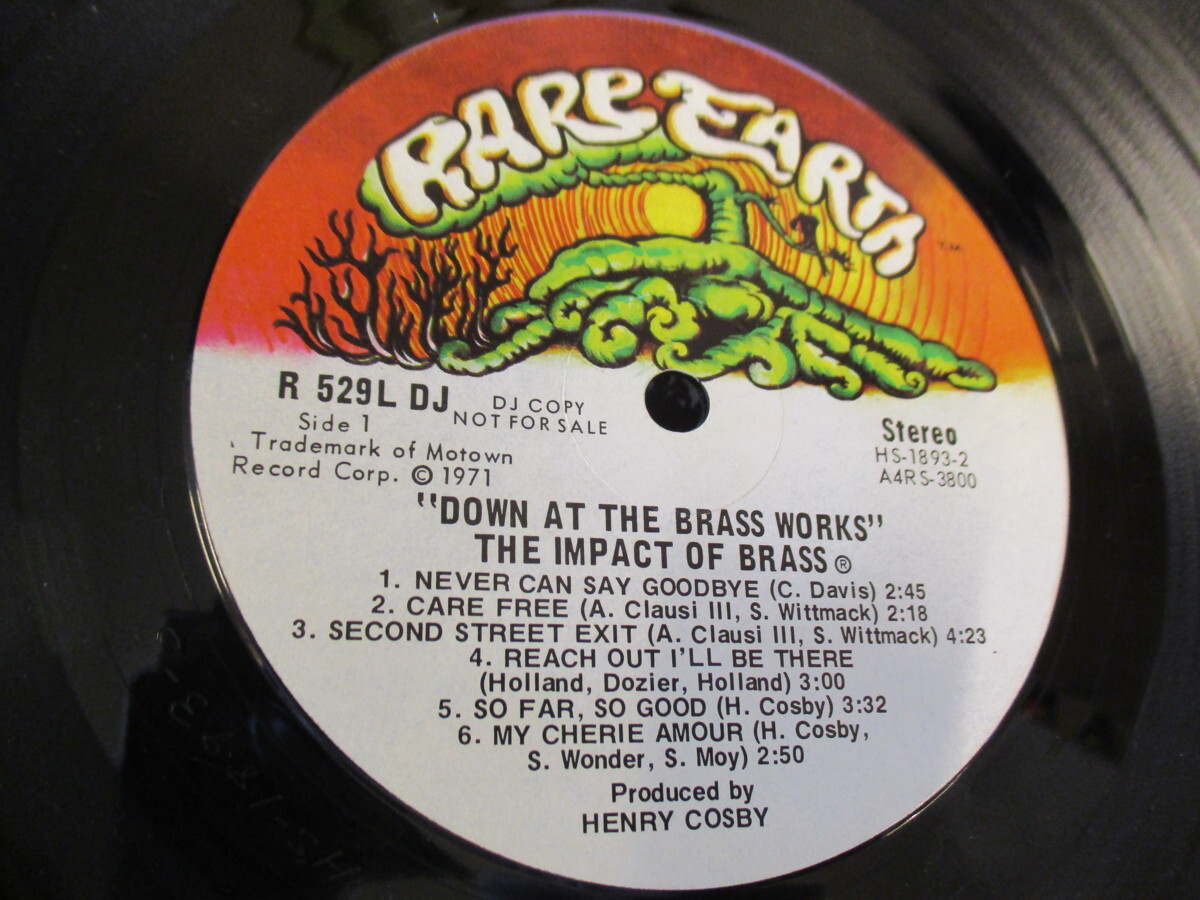 RARE EARTH
T.M.
R 529L DJ
DJ COPY
NOT FOR SALE
Side 1
Trademark of Motown
Record Corp. © 1971
Stereo
HS-1893-2
A4RS-3800
"DOWN AT THE BRASS WORKS"
THE IMPACT OF BRASS ®
1. NEVER CAN SAY GOODBYE (C. Davis) 2:45
2. CARE FREE (A. Clausi III, S. Wittmack) 2:18
3. SECOND STREET EXIT (A. Clausi III, S. Wittmack) 4:23
4. REACH OUT I'LL BE THERE
(Holland, Dozier, Holland) 3:00
5. SO FAR, SO GOOD (H. Cosby) 3:32
6. MY CHERIE AMOUR (H. Cosby,
S. Wonder, S. Moy) 2:50
Produced by
HENRY COSBY